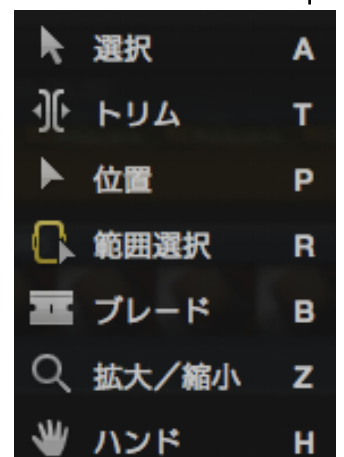 選択 A
トリム T
位置 P
範囲選択 R
ブレード B
拡大／縮小 Z
ハンド H